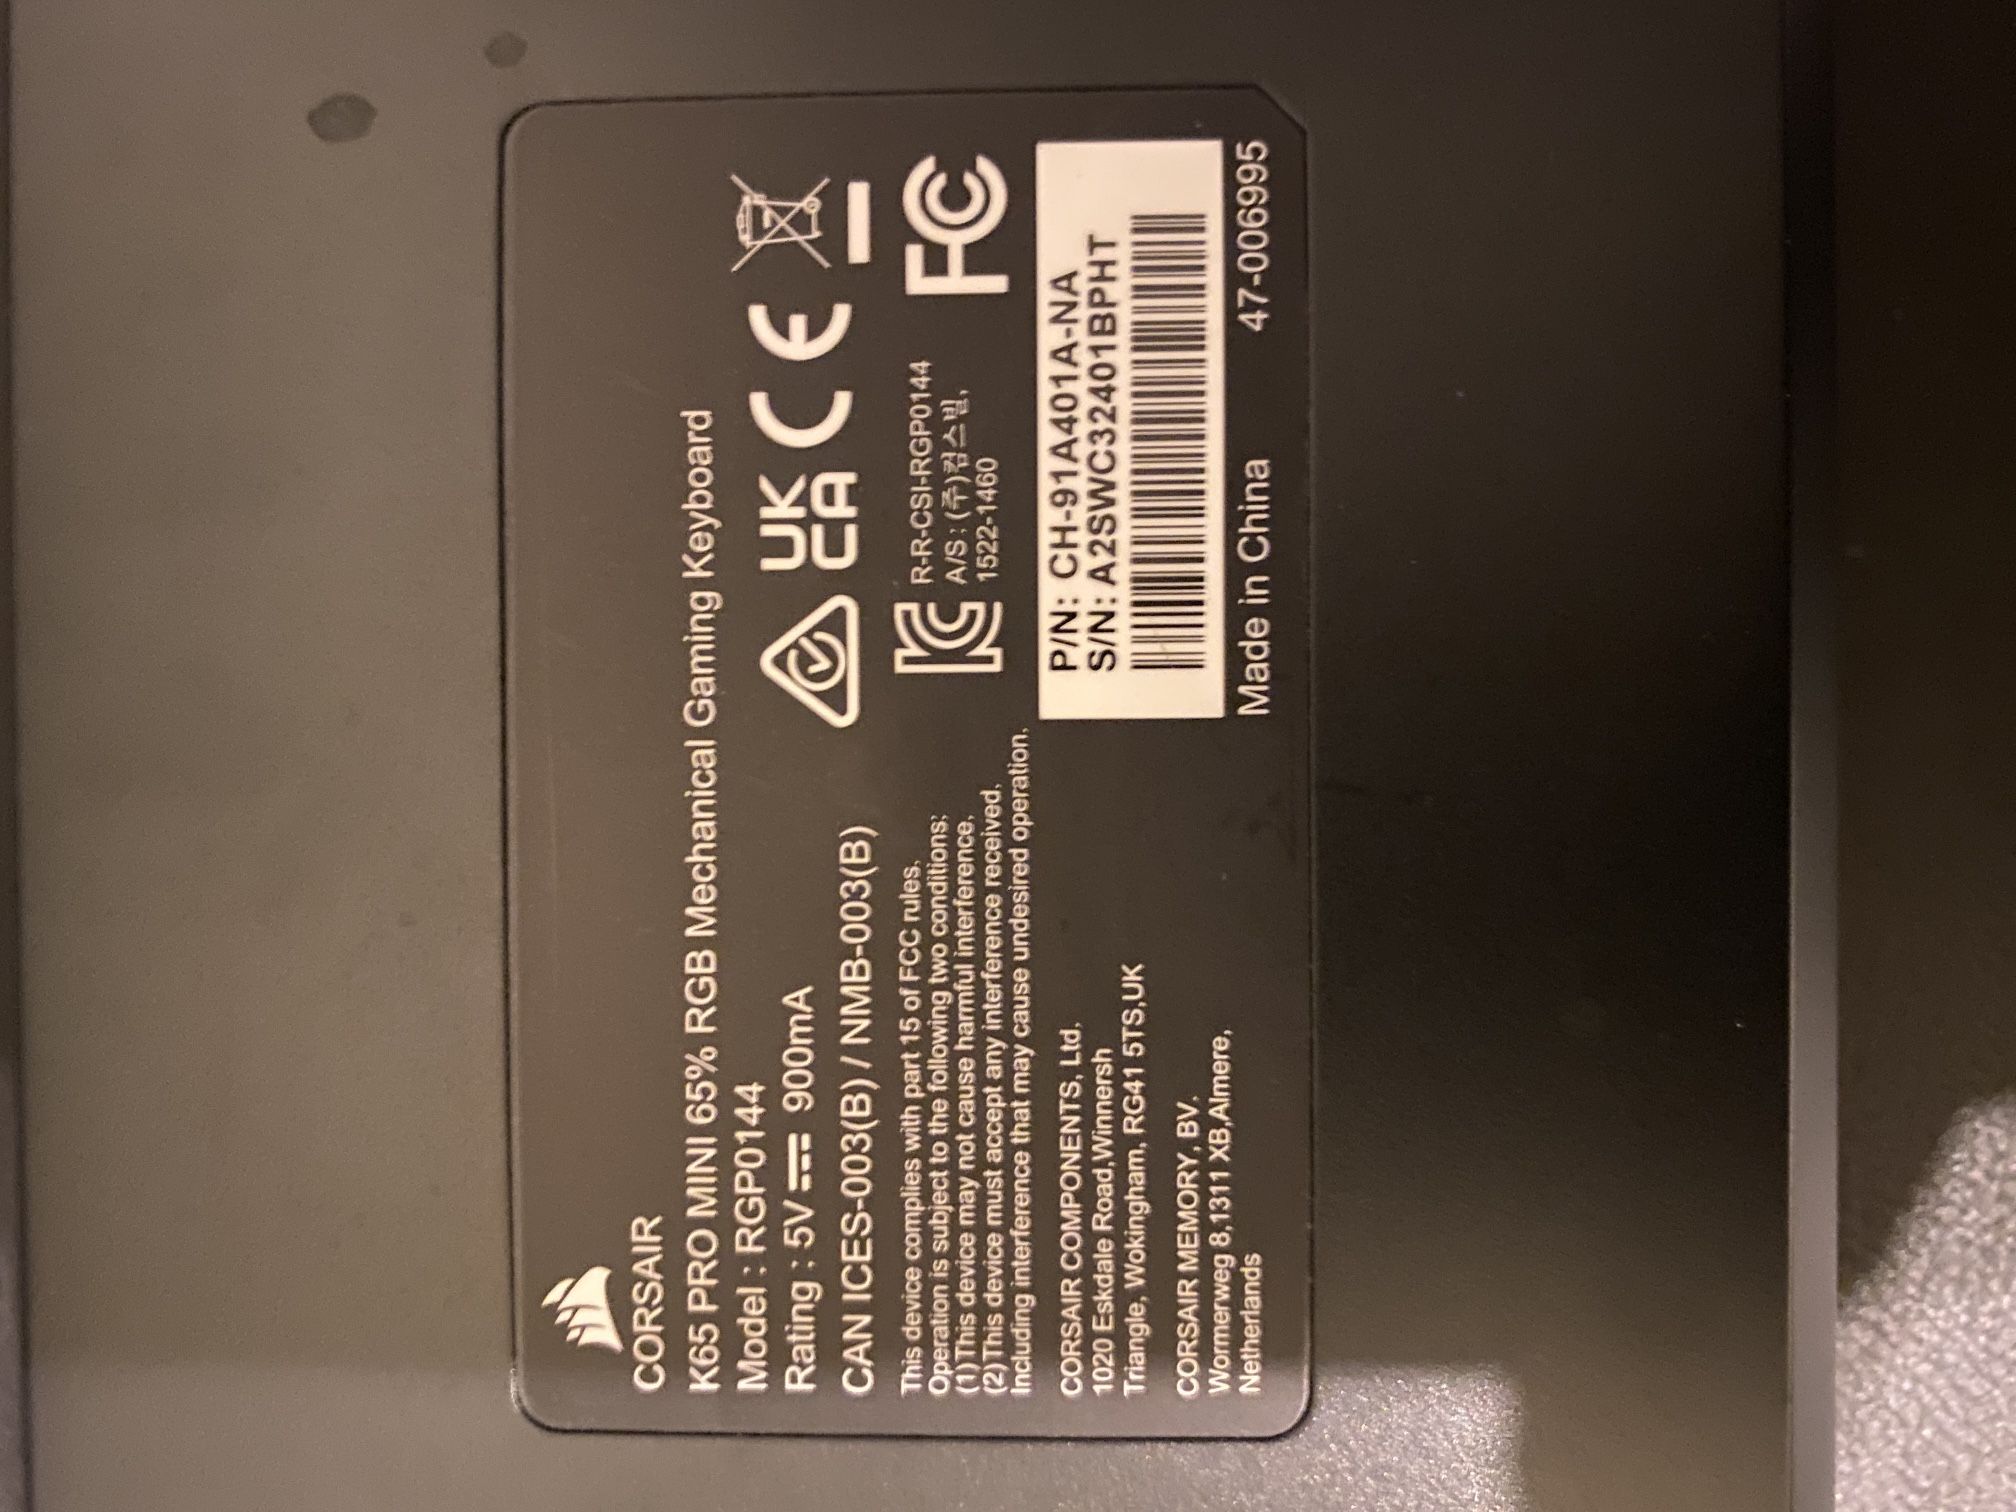 CORSAIR
K65 PRO MINI 65% RGB Mechanical Gaming Keyboard
Model : RGP0144
Rating : 5V 900mA
CAN ICES-003(B) / NMB-003(B)
UK
CA
CE
This device complies with part 15 of FCC rules.
Operation is subject to the following two conditions:
(1)This device may not cause harmful interference,
(2)This device must accept any interference received.
Including interference that may cause undesired operation.
KC
R-R-CSI-RGP0144
A/S : (주)컴스빌,
1522-1460
FC
CORSAIR COMPONENTS, Ltd.
1020 Eskdale Road,Winnersh
Triangle, Wokingham, RG41 5TS,UK
CORSAIR MEMORY, BV.
Wormerweg 8,1311 XB,Almere,
Netherlands
P/N: CH-91A401A-NA
S/N: A2SWC32401BPHT
Made in China
47-006995